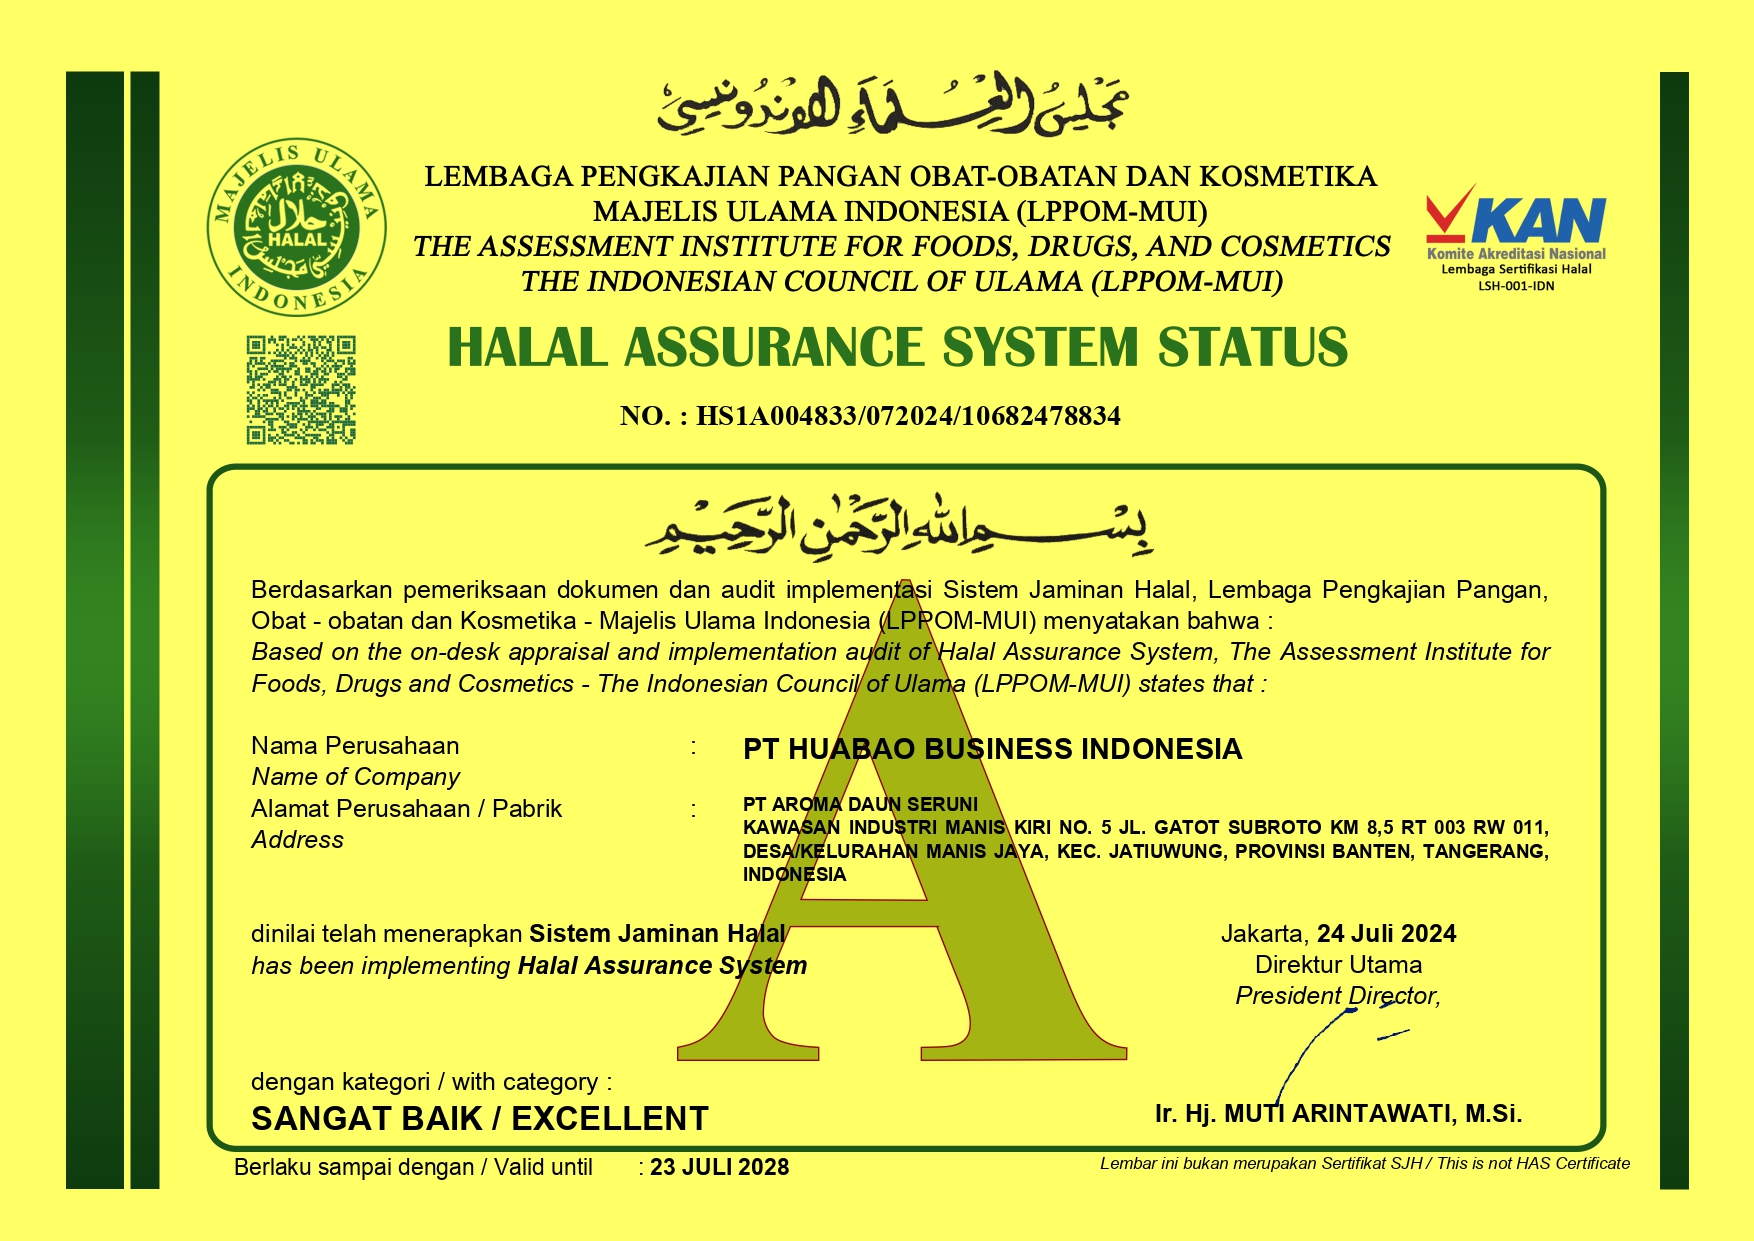 مجلس العلماء الاندونيسي
LEMBAGA PENGKAJIAN PANGAN OBAT-OBATAN DAN KOSMETIKA
MAJELIS ULAMA INDONESIA (LPPOM-MUI)
THE ASSESSMENT INSTITUTE FOR FOODS, DRUGS, AND COSMETICS
THE INDONESIAN COUNCIL OF ULAMA (LPPOM-MUI)
MAJELIS ULAMA
حلال
HALAL
INDONESIA
KAN
Komite Akreditasi Nasional
Lembaga Sertifikasi Halal
LSH-001-IDN
HALAL ASSURANCE SYSTEM STATUS
NO. : HS1A004833/072024/10682478834
بسم الله الرحمن الرحيم
A
Berdasarkan pemeriksaan dokumen dan audit implementasi Sistem Jaminan Halal, Lembaga Pengkajian Pangan,
Obat - obatan dan Kosmetika - Majelis Ulama Indonesia (LPPOM-MUI) menyatakan bahwa :
Based on the on-desk appraisal and implementation audit of Halal Assurance System, The Assessment Institute for
Foods, Drugs and Cosmetics - The Indonesian Council of Ulama (LPPOM-MUI) states that :
Nama Perusahaan : PT HUABAO BUSINESS INDONESIA
Name of Company
Alamat Perusahaan / Pabrik : PT AROMA DAUN SERUNI
Address
KAWASAN INDUSTRI MANIS KIRI NO. 5 JL. GATOT SUBROTO KM 8,5 RT 003 RW 011,
DESA/KELURAHAN MANIS JAYA, KEC. JATIUWUNG, PROVINSI BANTEN, TANGERANG,
INDONESIA
dinilai telah menerapkan Sistem Jaminan Halal
has been implementing Halal Assurance System
Jakarta, 24 Juli 2024
Direktur Utama
President Director,
dengan kategori / with category :
SANGAT BAIK / EXCELLENT
Ir. Hj. MUTI ARINTAWATI, M.Si.
Berlaku sampai dengan / Valid until : 23 JULI 2028
Lembar ini bukan merupakan Sertifikat SJH / This is not HAS Certificate